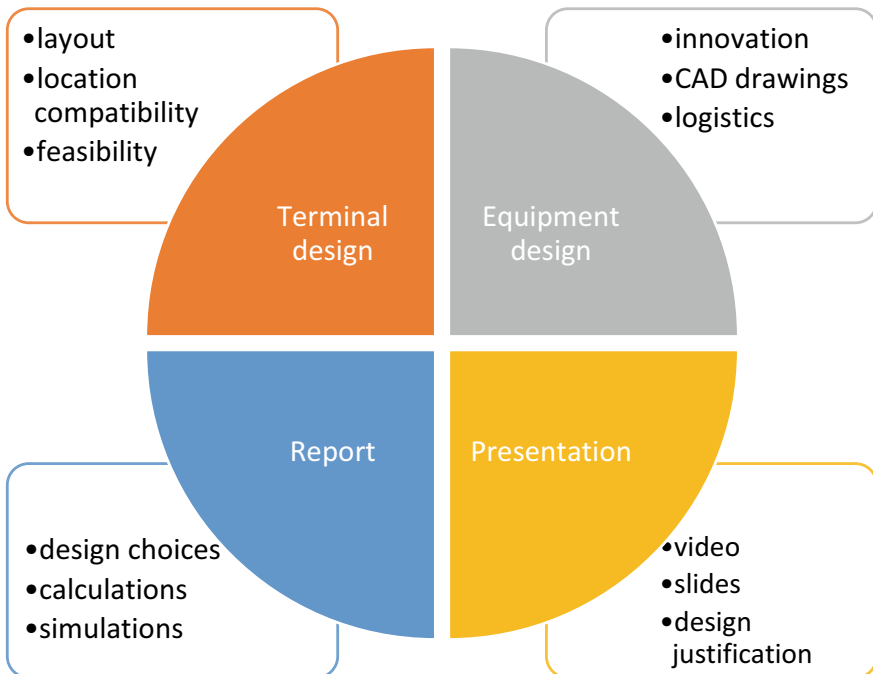 •layout
•location
compatibility
•feasibility
•innovation
•CAD drawings
•logistics
Terminal
design
Equipment
design
Report
Presentation
•design choices
•calculations
•simulations
•video
•slides
•design
justification